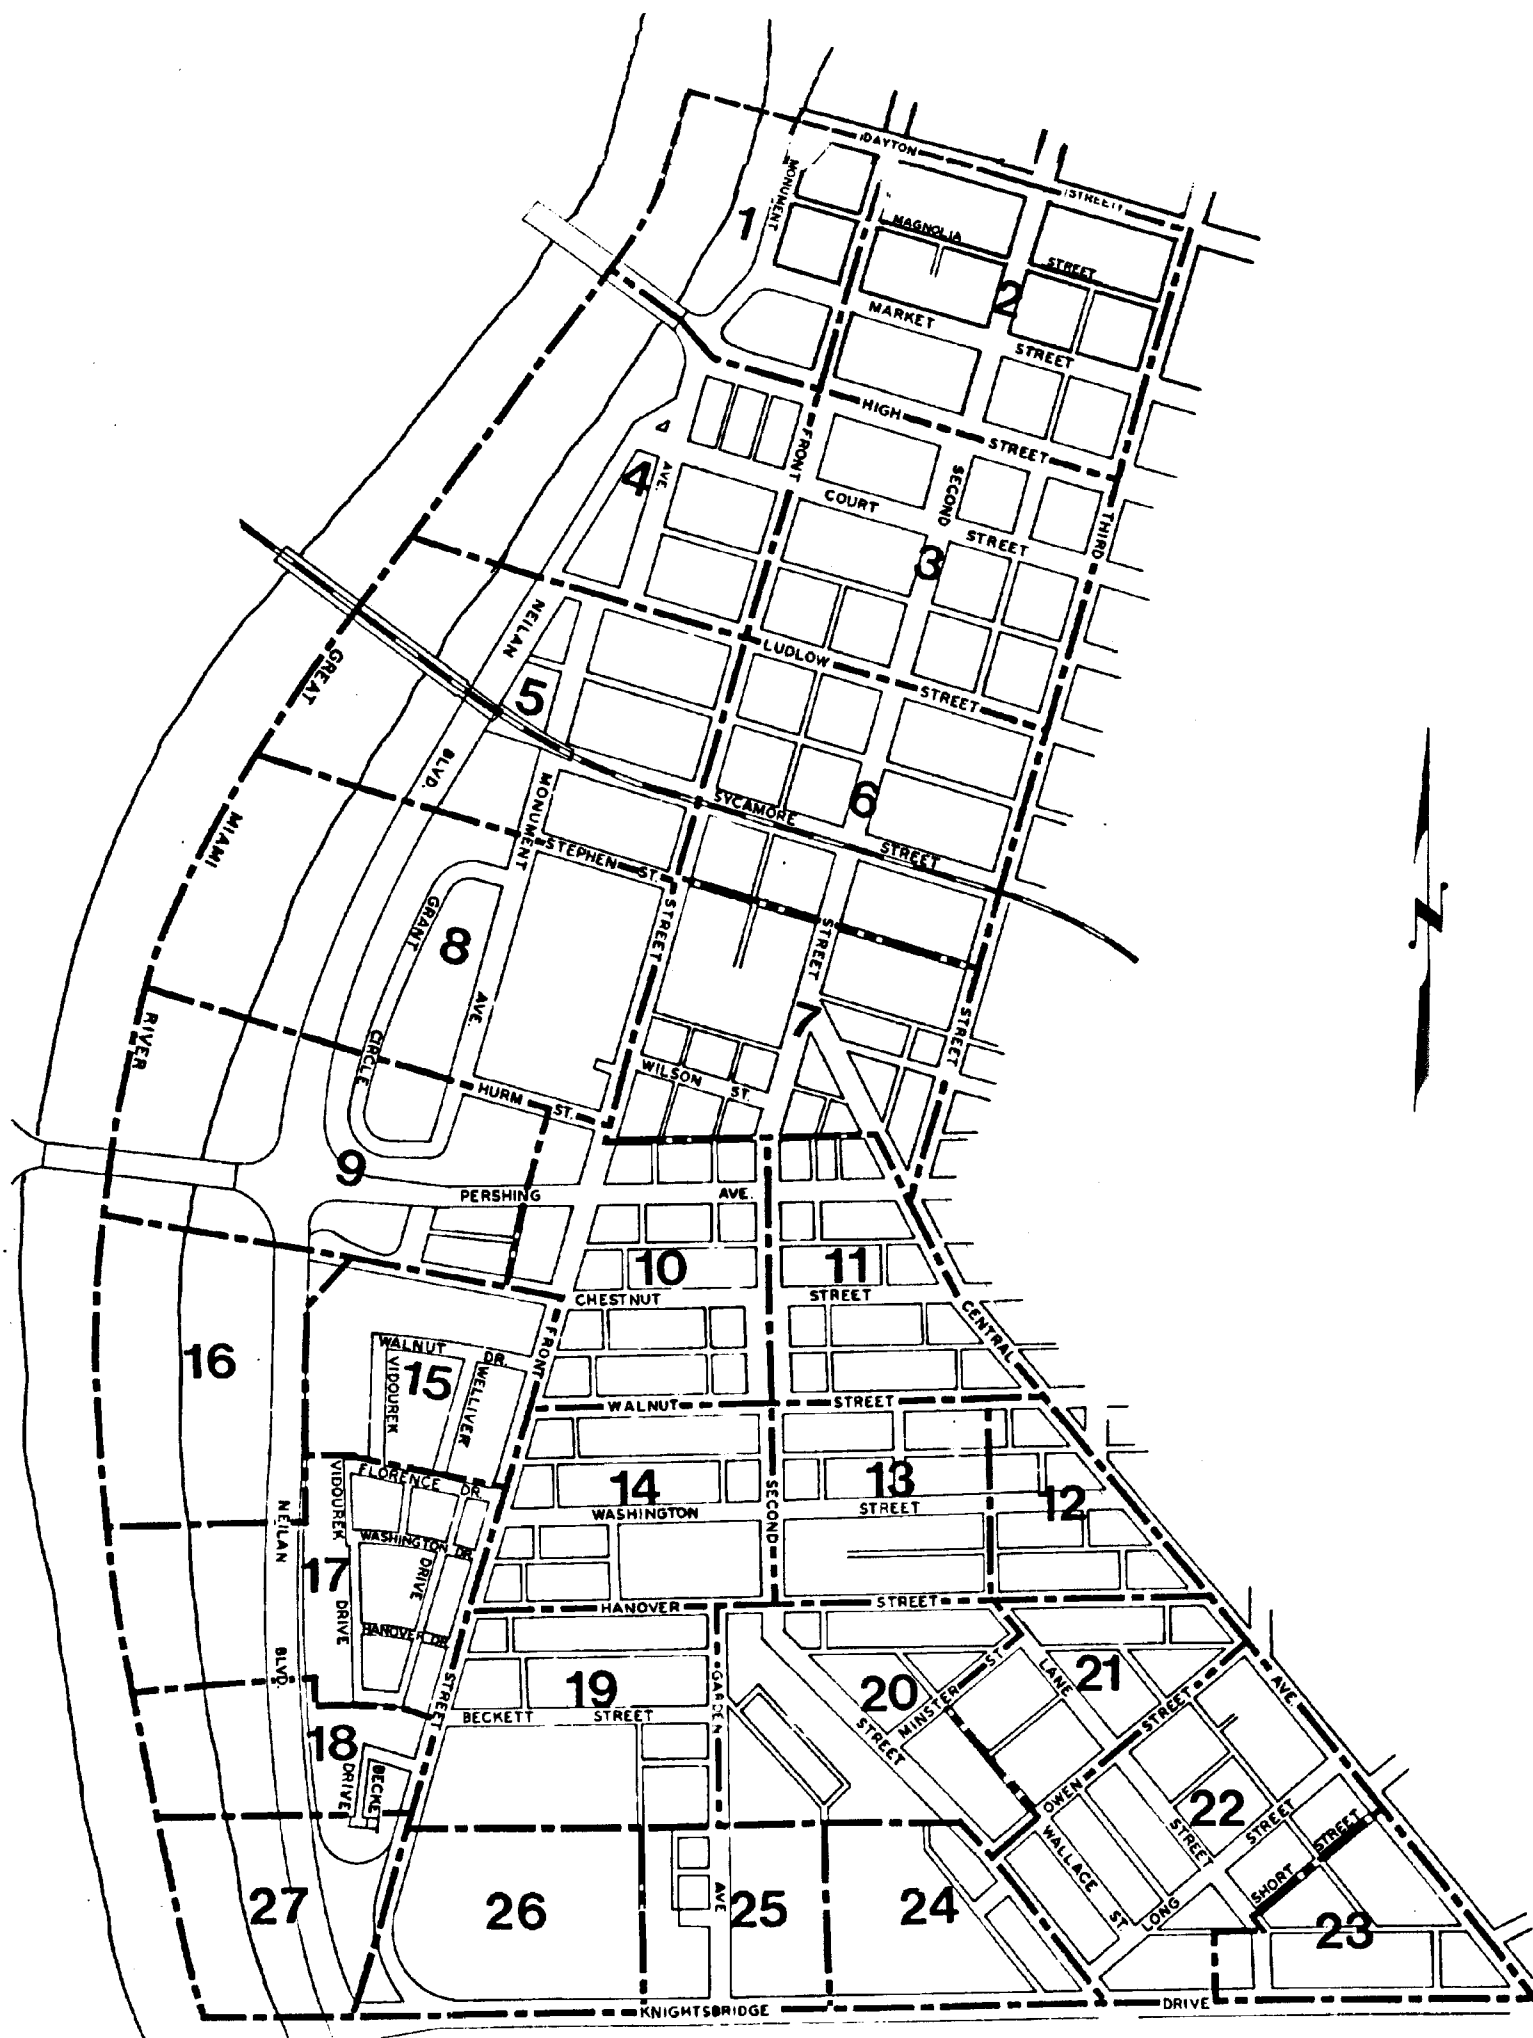 DAYTON
STREET
MONUMENT
1
MAGNOLIA
STREET
2
MARKET
STREET
HIGH
STREET
FRONT
4
AVE.
SECOND
COURT
STREET
THIRD
3
NEILAN
LUDLOW
STREET
GREAT
5
BLVD.
MONUMENT
SYCAMORE
6
STREET
MIAMI
STEPHEN
ST.
GRANT
8
STREET
STREET
AVE.
7
STREET
RIVER
CIRCLE
WILSON
ST.
HURM
ST.
9
PERSHING
AVE.
10
11
CHESTNUT
STREET
CENTRAL
FRONT
16
WALNUT
DR.
VIDOUREK
15
WELLIVER
WALNUT
STREET
FLORENCE
DR.
VIDOUREK
14
13
12
SECOND
NEILAN
WASHINGTON
STREET
WASHINGTON DR.
17
DRIVE
DRIVE
HANOVER
STREET
HANOVER DR.
BLVD.
STREET
19
GARDEN
20
MINSTER
ST.
LANE
21
AVE.
BECKETT
STREET
STREET
STREET
18
DRIVE
BECKET
OWEN
22
STREET
STREET
STREET
WALLACE
ST.
SHORT
LONG
27
26
AVE
25
24
23
KNIGHTSBRIDGE
DRIVE
N